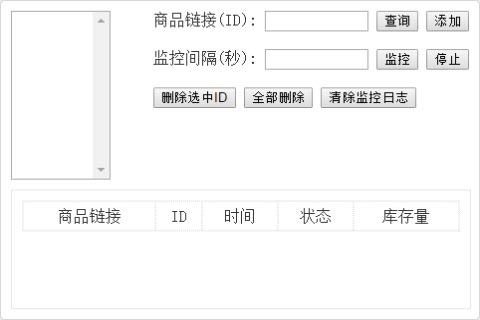 商品链接(ID): 查询 添加
监控间隔(秒): 监控 停止
删除选中ID 全部删除 清除监控日志
商品链接 ID 时间 状态 库存量